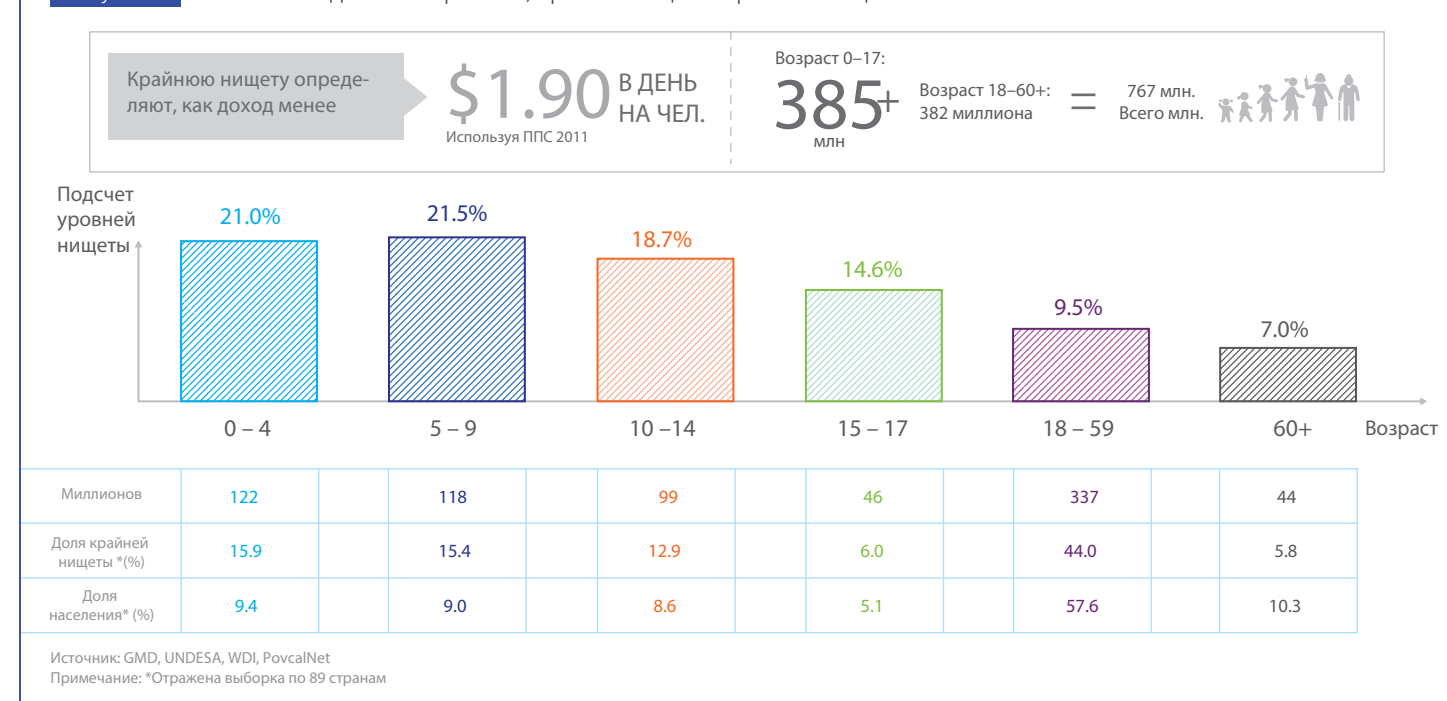 Крайнюю нищету опреде-
ляют, как доход менее
$1.90
В ДЕНЬ
НА ЧЕЛ.
Используя ППС 2011
Возраст 0–17:
385+
млн
Возраст 18–60+:
382 миллиона
=
767 млн.
Всего млн.
Подсчет
уровней
нищеты
21.0%
21.5%
18.7%
14.6%
9.5%
7.0%
0 – 4
5 – 9
10 –14
15 – 17
18 – 59
60+
Возраст
Миллионов 122 118 99 46 337 44
Доля крайней
нищеты *(%) 15.9 15.4 12.9 6.0 44.0 5.8
Доля
населения* (%) 9.4 9.0 8.6 5.1 57.6 10.3
Источник: GMD, UNDESA, WDI, PovcalNet
Примечание: *Отражена выборка по 89 странам